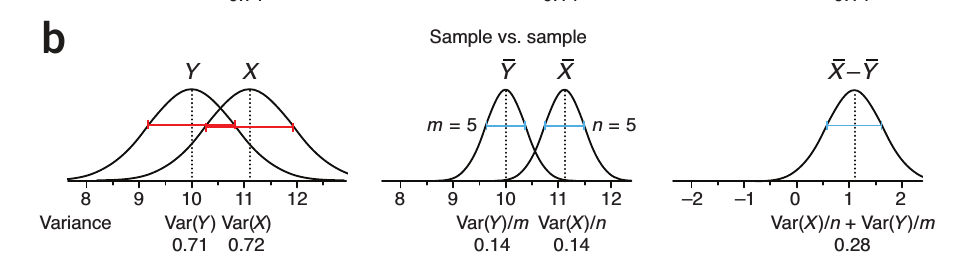 b
Sample vs. sample
Y X
Y̅ X̅
X̅−Y̅
m = 5
n = 5
8 9 10 11 12
8 9 10 11 12
−2 −1 0 1 2
Variance
Var(Y) Var(X)
Var(Y)/m Var(X)/n
Var(X)/n + Var(Y)/m
0.71 0.72
0.14 0.14
0.28